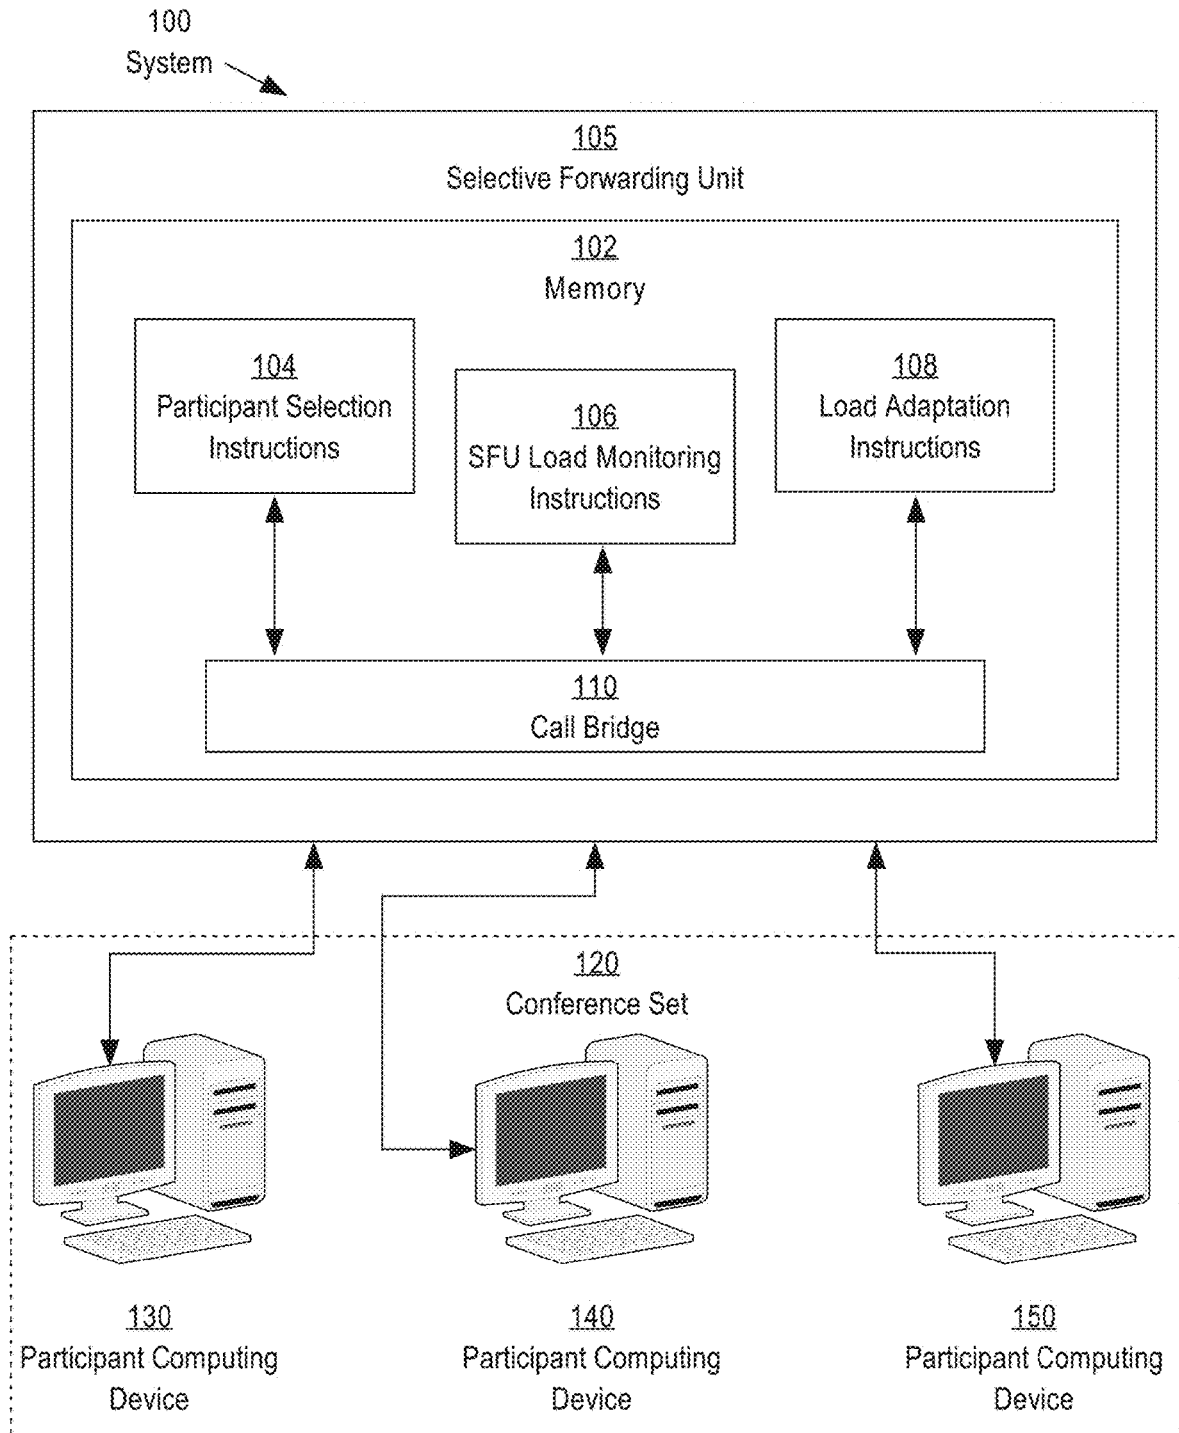 100
System
105
Selective Forwarding Unit
102
Memory
104
Participant Selection
Instructions
106
SFU Load Monitoring
Instructions
108
Load Adaptation
Instructions
110
Call Bridge
120
Conference Set
130
Participant Computing
Device
140
Participant Computing
Device
150
Participant Computing
Device